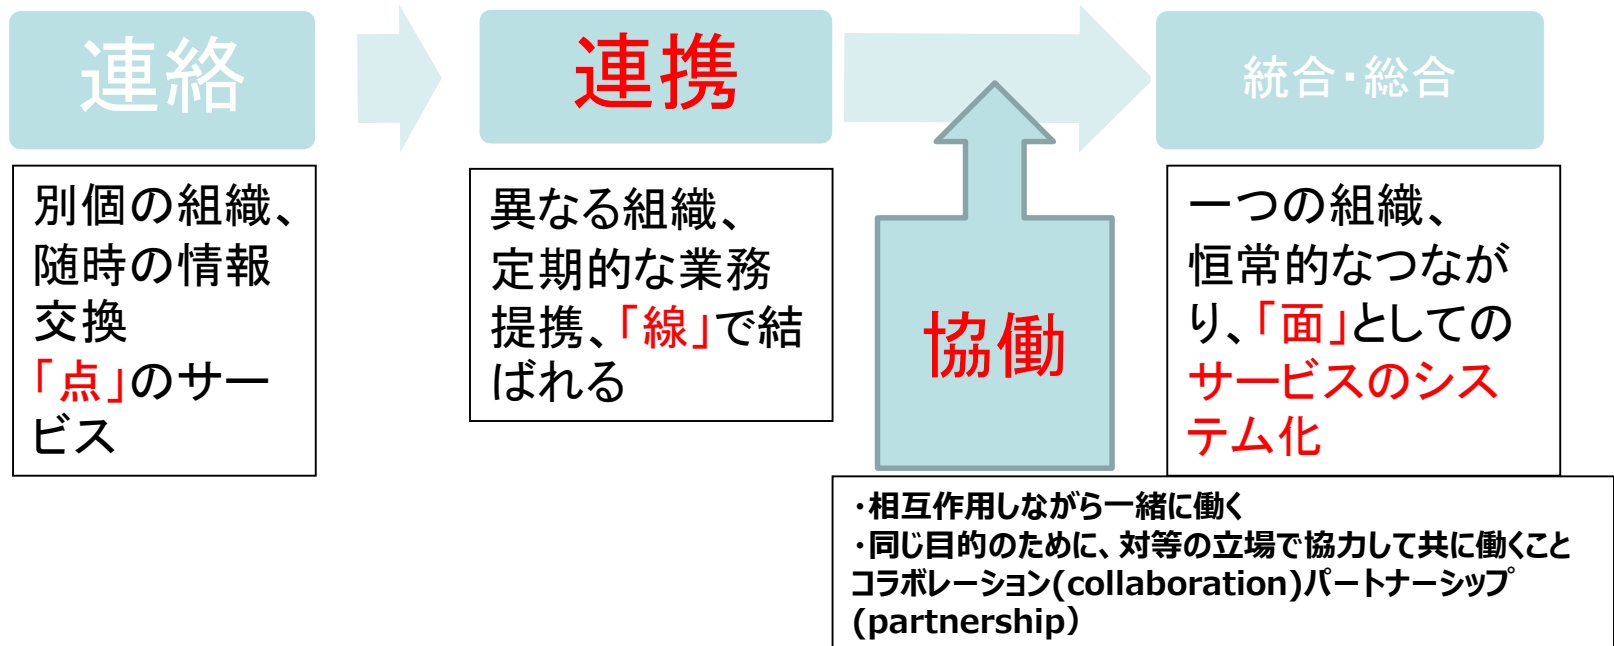 連絡
連携
統合・総合
別個の組織、
随時の情報
交換
「点」のサー
ビス
異なる組織、
定期的な業務
提携、「線」で結
ばれる
協働
一つの組織、
恒常的なつなが
り、「面」としての
サービスのシス
テム化
・相互作用しながら一緒に働く
・同じ目的のために、対等の立場で協力して共に働くこと
コラボレーション(collaboration)パートナーシップ
(partnership）